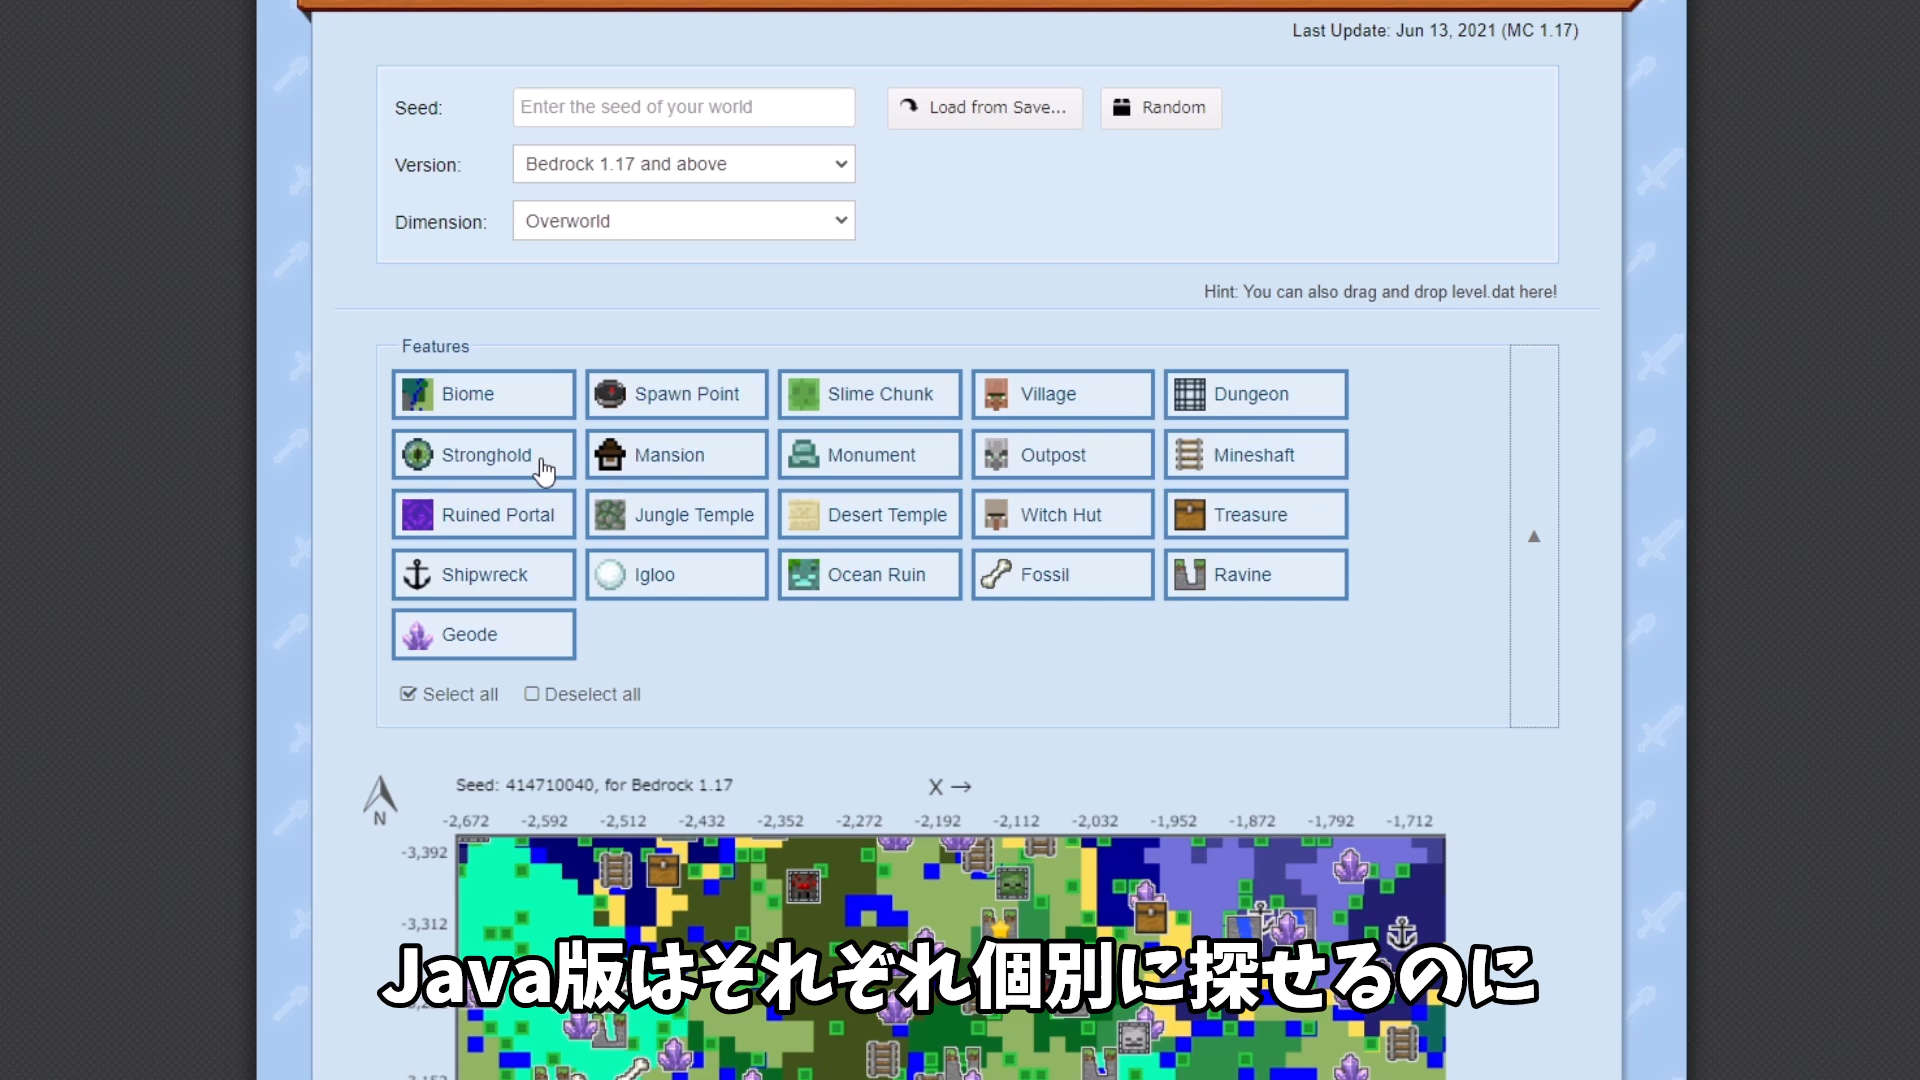 Last Update: Jun 13, 2021 (MC 1.17)
Seed: Enter the seed of your world Load from Save... Random
Version: Bedrock 1.17 and above
Dimension: Overworld
Hint: You can also drag and drop level.dat here!
Features
Biome Spawn Point Slime Chunk Village Dungeon
Stronghold Mansion Monument Outpost Mineshaft
Ruined Portal Jungle Temple Desert Temple Witch Hut Treasure
Shipwreck Igloo Ocean Ruin Fossil Ravine
Geode
Select all Deselect all
Seed: 414710040, for Bedrock 1.17 X →
N
-2,672 -2,592 -2,512 -2,432 -2,352 -2,272 -2,192 -2,112 -2,032 -1,952 -1,872 -1,792 -1,712
-3,392
-3,312
Java版はそれぞれ個別に探せるのに